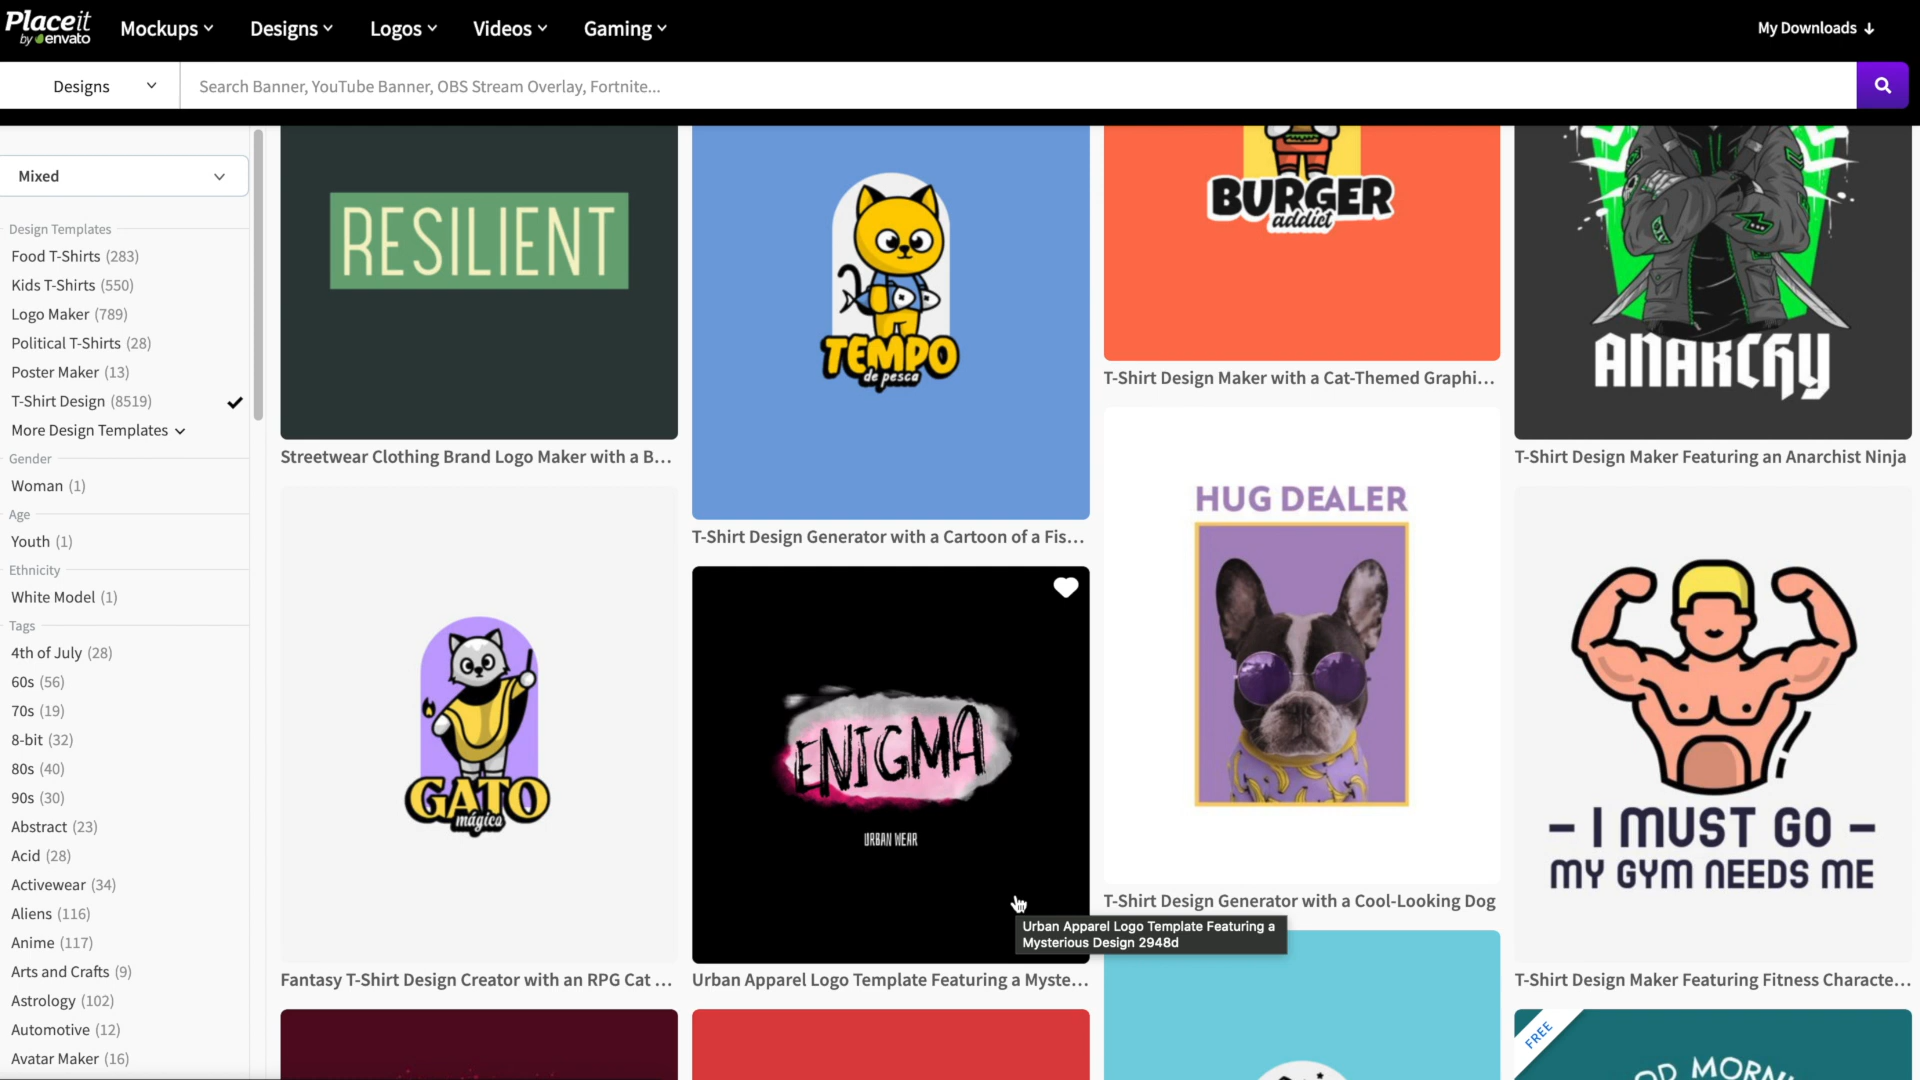 Placeit
by envato
Mockups
Designs
Logos
Videos
Gaming
My Downloads
Designs
Search Banner, YouTube Banner, OBS Stream Overlay, Fortnite...
Mixed
Design Templates
Food T-Shirts (283)
Kids T-Shirts (550)
Logo Maker (789)
Political T-Shirts (28)
Poster Maker (13)
T-Shirt Design (8519)
More Design Templates
Gender
Woman (1)
Age
Youth (1)
Ethnicity
White Model (1)
Tags
4th of July (28)
60s (56)
70s (19)
8-bit (32)
80s (40)
90s (30)
Abstract (23)
Acid (28)
Activewear (34)
Aliens (116)
Anime (117)
Arts and Crafts (9)
Astrology (102)
Automotive (12)
Avatar Maker (16)
RESILIENT
Streetwear Clothing Brand Logo Maker with a B...
GATO
mágica
Fantasy T-Shirt Design Creator with an RPG Cat ...
TEMPO
de pesca
T-Shirt Design Generator with a Cartoon of a Fis...
ENIGMA
URBAN WEAR
Urban Apparel Logo Template Featuring a Myste...
Urban Apparel Logo Template Featuring a
Mysterious Design 2948d
BURGER
addict
T-Shirt Design Maker with a Cat-Themed Graphi...
HUG DEALER
T-Shirt Design Generator with a Cool-Looking Dog
ANARCHY
T-Shirt Design Maker Featuring an Anarchist Ninja
– I MUST GO –
MY GYM NEEDS ME
T-Shirt Design Maker Featuring Fitness Characte...
FREE